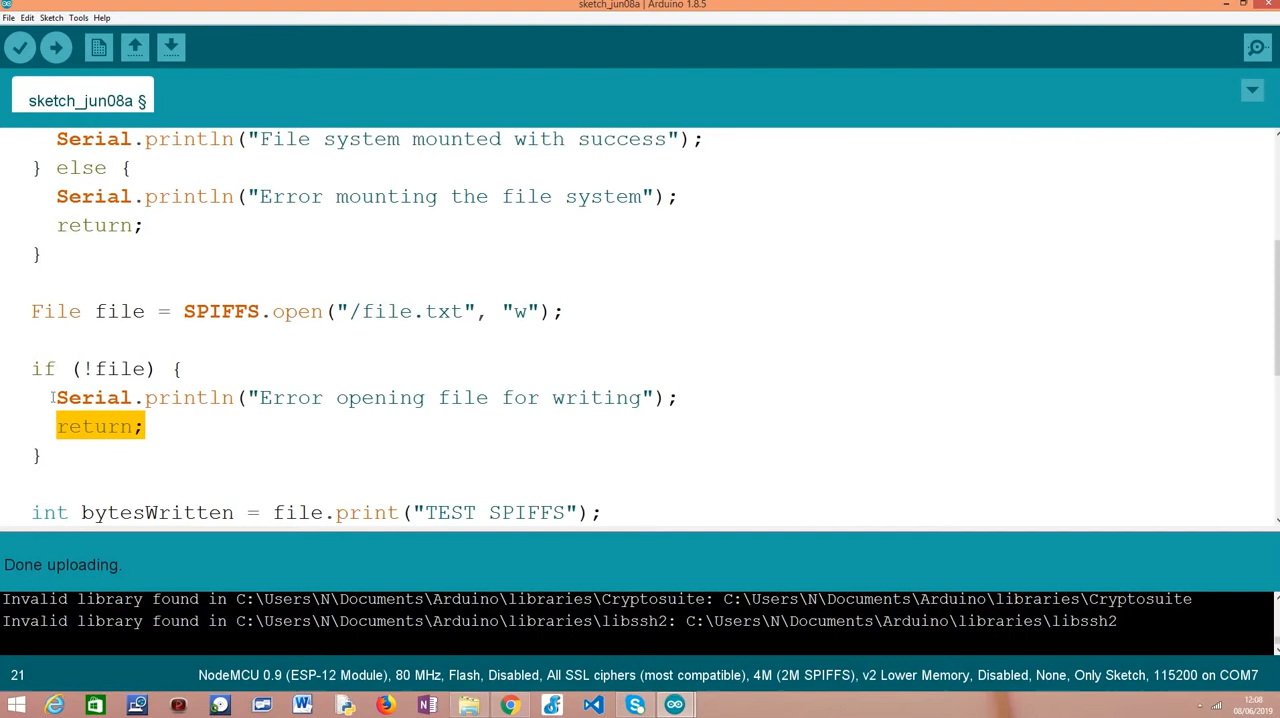 sketch_jun08a | Arduino 1.8.5
File Edit Sketch Tools Help
sketch_jun08a §
Serial.println("File system mounted with success");
} else {
Serial.println("Error mounting the file system");
return;
}
File file = SPIFFS.open("/file.txt", "w");
if (!file) {
Serial.println("Error opening file for writing");
return;
}
int bytesWritten = file.print("TEST SPIFFS");
Done uploading.
Invalid library found in C:\Users\N\Documents\Arduino\libraries\Cryptosuite: C:\Users\N\Documents\Arduino\libraries\Cryptosuite
Invalid library found in C:\Users\N\Documents\Arduino\libraries\libssh2: C:\Users\N\Documents\Arduino\libraries\libssh2
21 NodeMCU 0.9 (ESP-12 Module), 80 MHz, Flash, Disabled, All SSL ciphers (most compatible), 4M (2M SPIFFS), v2 Lower Memory, Disabled, None, Only Sketch, 115200 on COM7
12:08
08/06/2019